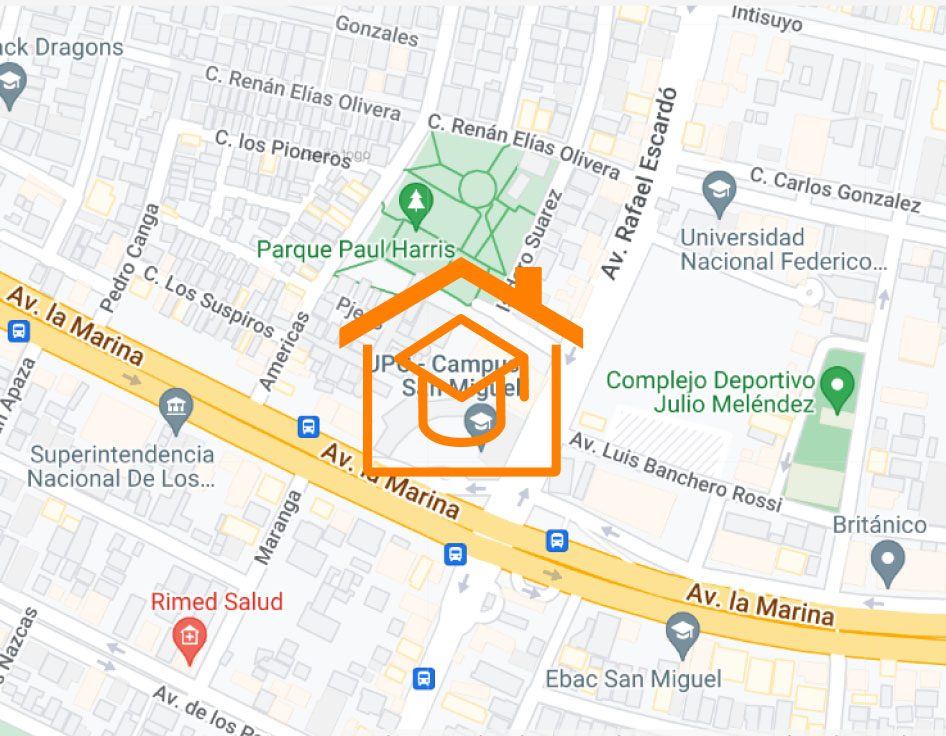 Intisuyo
Gonzales
ack Dragons
C. Renán Elías Olivera
C. los Pioneros
C. Renán Elías Olivera
Av. Rafael Escardó
C. Carlos Gonzalez
Parque Paul Harris
Suarez
Universidad
Nacional Federico...
Pedro Canga
C. Los Suspiros
Av. la Marina
Americas
Campus
San Miguel
Complejo Deportivo
Julio Meléndez
Apaza
Superintendencia
Nacional De Los...
Av. la Marina
Av. Luis Banchero Rossi
Maranga
Británico
Rimed Salud
Av. la Marina
Nazcas
Ebac San Miguel
Av. de los